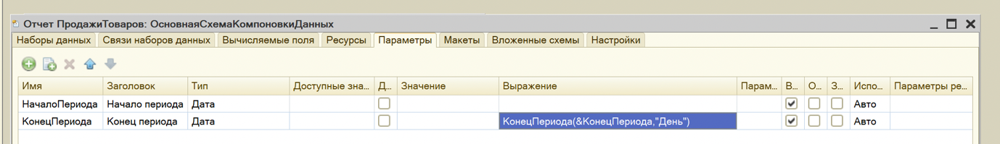 Отчет ПродажиТоваров: ОсновнаяСхемаКомпоновкиДанных
Наборы данных Связи наборов данных Вычисляемые поля Ресурсы Параметры Макеты Вложенные схемы Настройки
Имя Заголовок Тип Доступные зна... Д... Значение Выражение Парам... В... О... З... Испо... Параметры ре...
НачалоПериода Начало периода Дата Авто
КонецПериода Конец периода Дата КонецПериода(&КонецПериода,"День") Авто